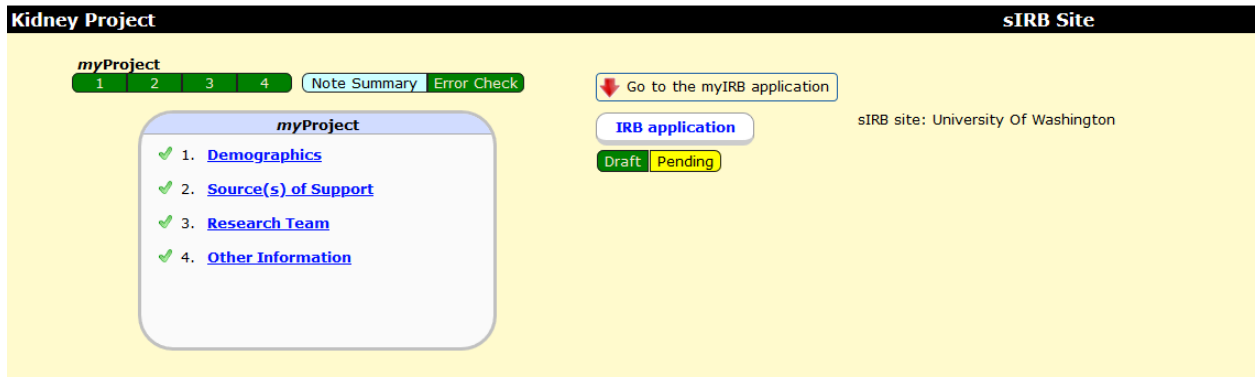 Kidney Project sIRB Site
myProject
1 2 3 4 Note Summary Error Check
Go to the myIRB application
myProject
IRB application
sIRB site: University Of Washington
Draft Pending
1. Demographics
2. Source(s) of Support
3. Research Team
4. Other Information